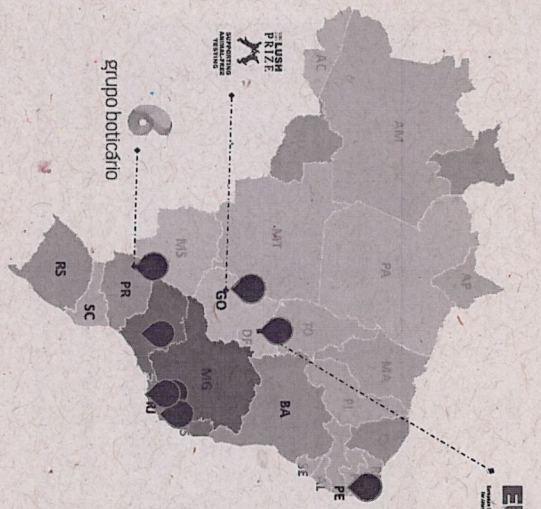 THE LUSH
PRIZE
SUPPORTING
ANIMAL-FREE
TESTING
grupo boticário
AC
AM
AP
PA
MA
PI
MT
TO
DF
GO
BA
MS
MG
PE
RJ
PR
SC
RS